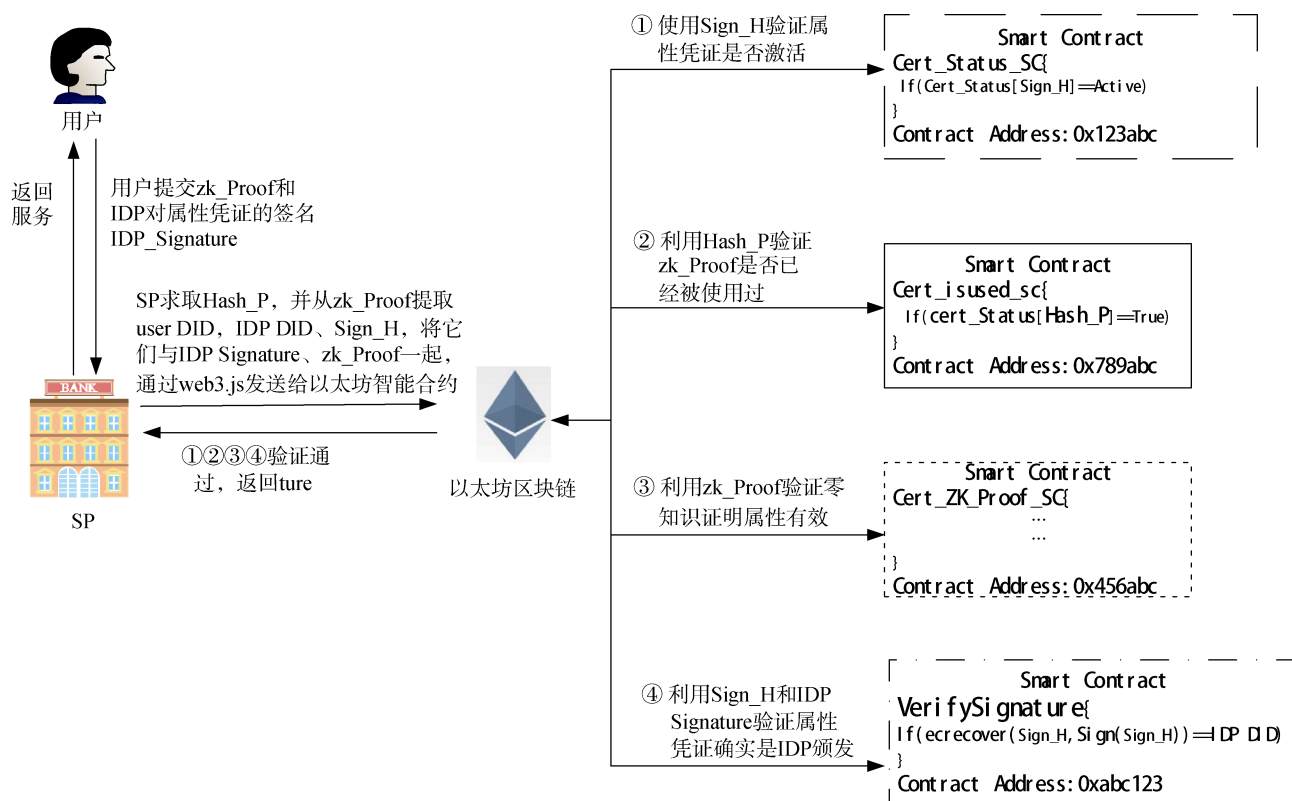 用户
返回
服务
用户提交zk_Proof和
IDP对属性凭证的签名
IDP_Signature
SP求取Hash_P，并从zk_Proof提取
user DID，IDP DID、Sign_H，将它
们与IDP Signature、zk_Proof一起，
通过web3.js发送给以太坊智能合约
BANK
SP
①②③④验证通
过，返回ture
以太坊区块链
① 使用Sign_H验证属
性凭证是否激活
Smart Contract
Cert_Status_SC{
If(Cert_Status[Sign_H]==Active)
}
Contract Address:0x123abc
② 利用Hash_P验证
zk_Proof是否已
经被使用过
Smart Contract
Cert_isused_sc{
If(cert_Status[Hash_P]==True)
}
Contract Address:0x789abc
③ 利用zk_Proof验证零
知识证明属性有效
Smart Contract
Cert_ZK_Proof_SC{
...
...
}
Contract Address:0x456abc
④ 利用Sign_H和IDP
Signature验证属性
凭证确实是IDP颁发
Smart Contract
VerifySignature{
If(ecrecover(Sign_H,Sign(Sign_H))==IDP DID)
}
Contract Address:0xabc123